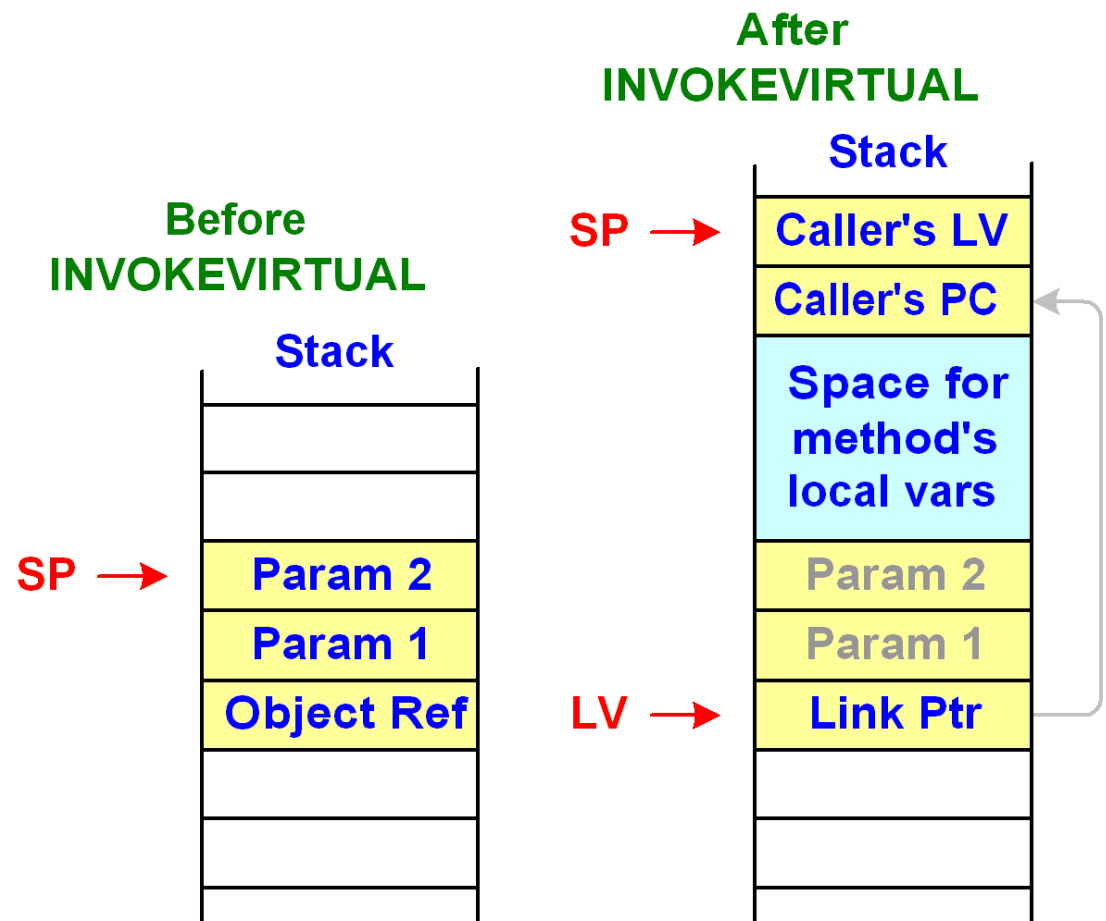 Before
INVOKEVIRTUAL
Stack
SP
Param 2
Param 1
Object Ref
After
INVOKEVIRTUAL
Stack
SP
Caller's LV
Caller's PC
Space for
method's
local vars
Param 2
Param 1
LV
Link Ptr